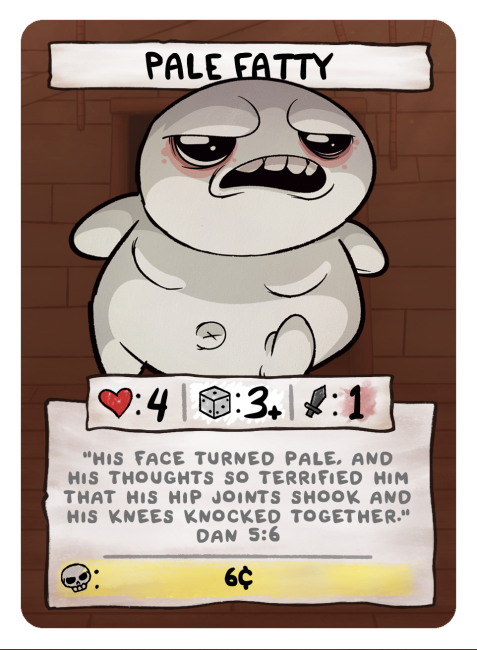 PALE FATTY
:4 :3+ :1
"HIS FACE TURNED PALE, AND
HIS THOUGHTS SO TERRIFIED HIM
THAT HIS HIP JOINTS SHOOK AND
HIS KNEES KNOCKED TOGETHER."
DAN 5:6
: 6¢